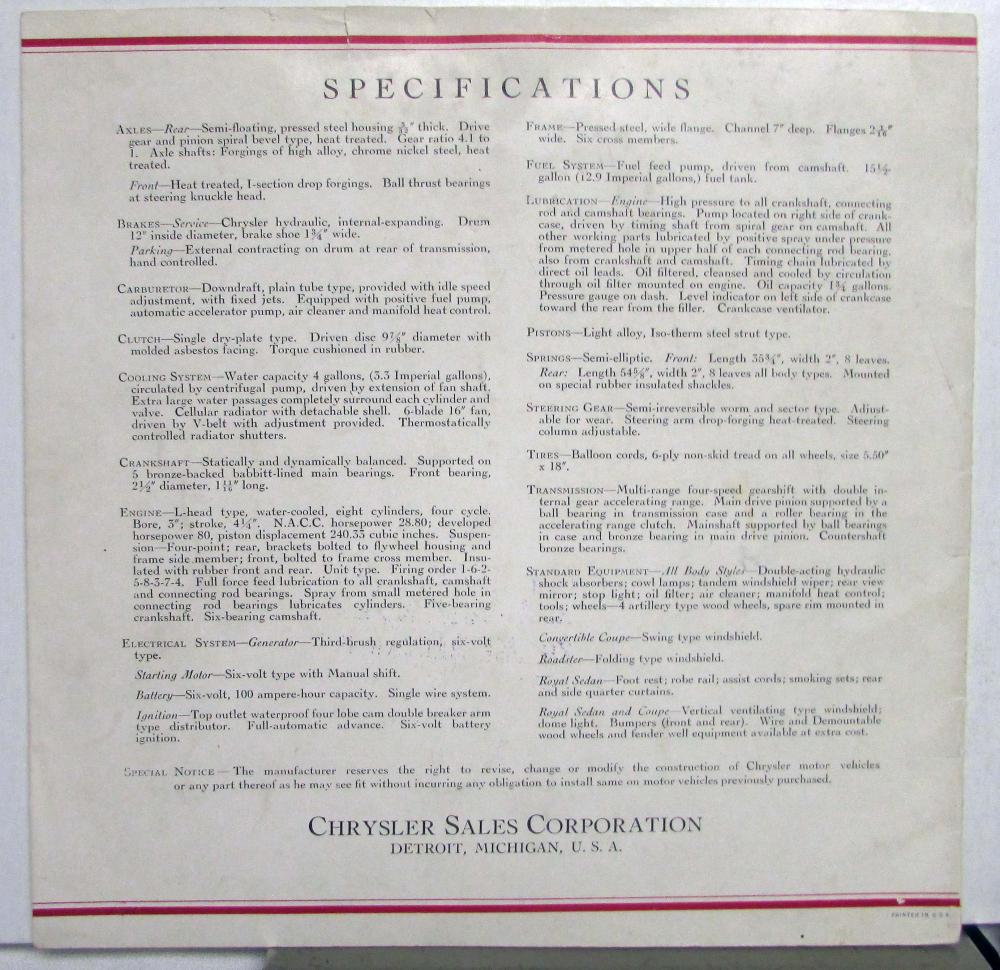 SPECIFICATIONS
AXLES—Rear—Semi-floating, pressed steel housing 5/32″ thick. Drive
gear and pinion spiral bevel type, heat treated. Gear ratio 4.1 to
1. Axle shafts: Forgings of high alloy, chrome nickel steel, heat
treated.
Front—Heat treated, I-section drop forgings. Ball thrust bearings
at steering knuckle head.
BRAKES—Service—Chrysler hydraulic, internal-expanding. Drum
12″ inside diameter, brake shoe 1¾″ wide.
Parking—External contracting on drum at rear of transmission,
hand controlled.
CARBURETOR—Downdraft, plain tube type, provided with idle speed
adjustment, with fixed jets. Equipped with positive fuel pump,
automatic accelerator pump, air cleaner and manifold heat control.
CLUTCH—Single dry-plate type. Driven disc 9⅞″ diameter with
molded asbestos facing. Torque cushioned in rubber.
COOLING SYSTEM—Water capacity 4 gallons, (3.3 Imperial gallons),
circulated by centrifugal pump, driven by extension of fan shaft.
Extra large water passages completely surround each cylinder and
valve. Cellular radiator with detachable shell. 6-blade 16″ fan,
driven by V-belt with adjustment provided. Thermostatically
controlled radiator shutters.
CRANKSHAFT—Statically and dynamically balanced. Supported on
5 bronze-backed babbitt-lined main bearings. Front bearing,
2½″ diameter, 1 11/16″ long.
ENGINE—L-head type, water-cooled, eight cylinders, four cycle.
Bore, 3″; stroke, 4¼″. N.A.C.C. horsepower 28.80; developed
horsepower 80, piston displacement 240.33 cubic inches. Suspen-
sion—Four-point; rear, brackets bolted to flywheel housing and
frame side member; front, bolted to frame cross member. Insu-
lated with rubber front and rear. Unit type. Firing order 1-6-2-
5-8-3-7-4. Full force feed lubrication to all crankshaft, camshaft
and connecting rod bearings. Spray from small metered hole in
connecting rod bearings lubricates cylinders. Five-bearing
crankshaft. Six-bearing camshaft.
ELECTRICAL SYSTEM—Generator—Third-brush regulation, six-volt
type.
Starting Motor—Six-volt type with Manual shift.
Battery—Six-volt, 100 ampere-hour capacity. Single wire system.
Ignition—Top outlet waterproof four lobe cam double breaker arm
type distributor. Full-automatic advance. Six-volt battery
ignition.
FRAME—Pressed steel, wide flange. Channel 7″ deep. Flanges 2 3/16″
wide. Six cross members.
FUEL SYSTEM—Fuel feed pump, driven from camshaft. 15½-
gallon (12.9 Imperial gallons,) fuel tank.
LUBRICATION—Engine—High pressure to all crankshaft, connecting
rod and camshaft bearings. Pump located on right side of crank-
case, driven by timing shaft from spiral gear on camshaft. All
other working parts lubricated by positive spray under pressure
from metered hole in upper half of each connecting rod bearing,
also from crankshaft and camshaft. Timing chain lubricated by
direct oil leads. Oil filtered, cleansed and cooled by circulation
through oil filter mounted on engine. Oil capacity 1¾ gallons.
Pressure gauge on dash. Level indicator on left side of crankcase
toward the rear from the filler. Crankcase ventilator.
PISTONS—Light alloy, Iso-therm steel strut type.
SPRINGS—Semi-elliptic. Front: Length 35¾″, width 2″, 8 leaves.
Rear: Length 54⅝″, width 2″, 8 leaves all body types. Mounted
on special rubber insulated shackles.
STEERING GEAR—Semi-irreversible worm and sector type. Adjust-
able for wear. Steering arm drop-forging heat-treated. Steering
column adjustable.
TIRES—Balloon cords, 6-ply non-skid tread on all wheels, size 5.50″
x 18″.
TRANSMISSION—Multi-range four-speed gearshift with double in-
ternal gear accelerating range. Main drive pinion supported by a
ball bearing in transmission case and a roller bearing in the
accelerating range clutch. Mainshaft supported by ball bearings
in case and bronze bearing in main drive pinion. Countershaft
bronze bearings.
STANDARD EQUIPMENT—All Body Styles—Double-acting hydraulic
shock absorbers; cowl lamps; tandem windshield wiper; rear view
mirror; stop light; oil filter; air cleaner; manifold heat control;
tools; wheels—4 artillery type wood wheels, spare rim mounted in
rear.
Convertible Coupe—Swing type windshield.
Roadster—Folding type windshield.
Royal Sedan—Foot rest; robe rail; assist cords; smoking sets; rear
and side quarter curtains.
Royal Sedan and Coupe—Vertical ventilating type windshield;
dome light. Bumpers (front and rear). Wire and Demountable
wood wheels and fender well equipment available at extra cost.
SPECIAL NOTICE—The manufacturer reserves the right to revise, change or modify the construction of Chrysler motor vehicles
or any part thereof as he may see fit without incurring any obligation to install same on motor vehicles previously purchased.
CHRYSLER SALES CORPORATION
DETROIT, MICHIGAN, U. S. A.
PRINTED IN U.S.A.